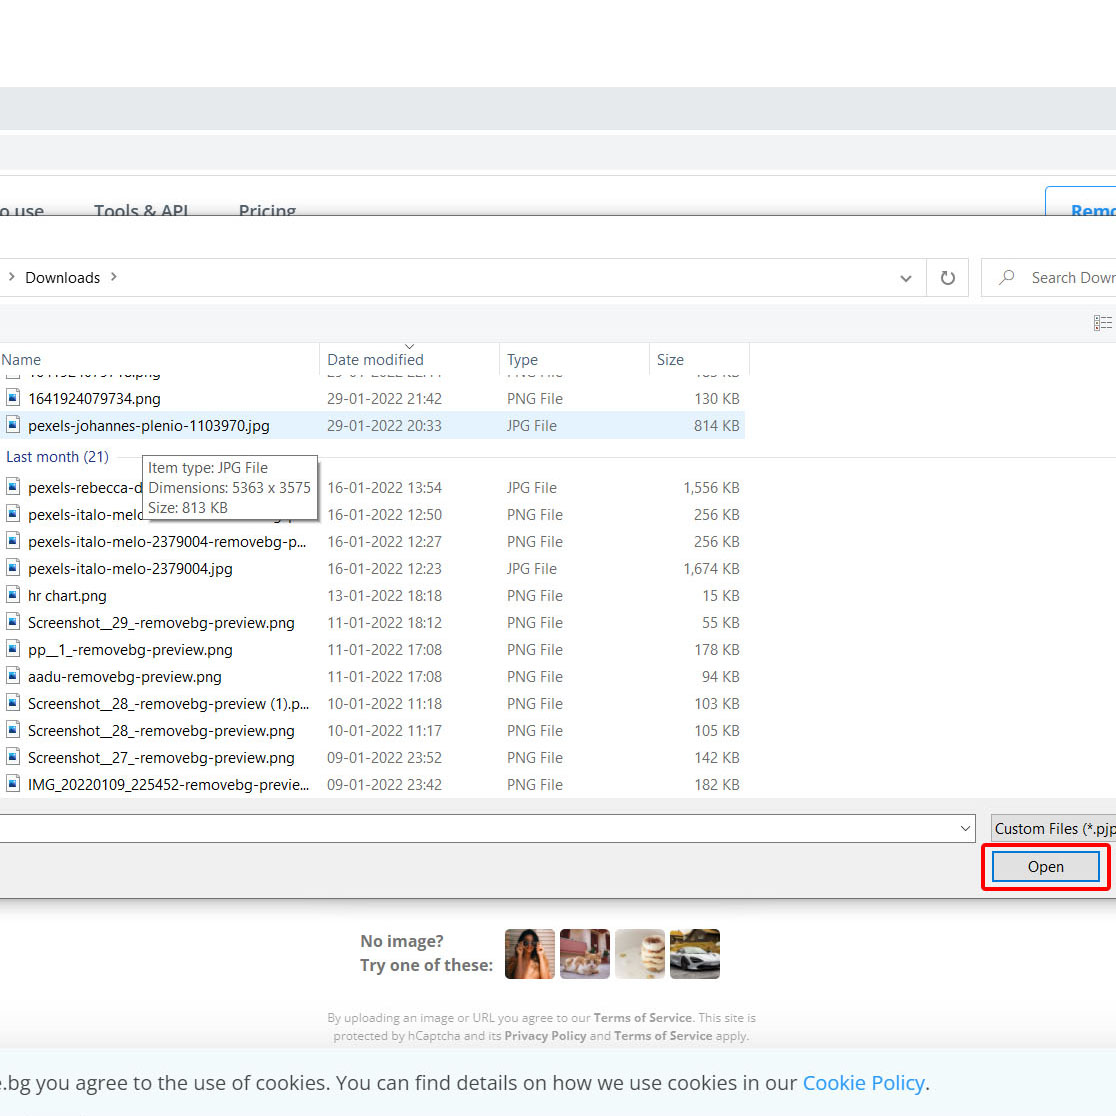 o use Tools & API Pricing Remo
Downloads Search Down
Name Date modified Type Size
1641924079734.png 29-01-2022 21:42 PNG File 130 KB
pexels-johannes-plenio-1103970.jpg 29-01-2022 20:33 JPG File 814 KB
Last month (21)
Item type: JPG File
Dimensions: 5363 x 3575
Size: 813 KB
pexels-rebecca-d 16-01-2022 13:54 JPG File 1,556 KB
pexels-italo-melo 16-01-2022 12:50 PNG File 256 KB
pexels-italo-melo-2379004-removebg-p... 16-01-2022 12:27 PNG File 256 KB
pexels-italo-melo-2379004.jpg 16-01-2022 12:23 JPG File 1,674 KB
hr chart.png 13-01-2022 18:18 PNG File 15 KB
Screenshot__29_-removebg-preview.png 11-01-2022 18:12 PNG File 55 KB
pp__1_-removebg-preview.png 11-01-2022 17:08 PNG File 178 KB
aadu-removebg-preview.png 11-01-2022 17:08 PNG File 94 KB
Screenshot__28_-removebg-preview (1).p... 10-01-2022 11:18 PNG File 103 KB
Screenshot__28_-removebg-preview.png 10-01-2022 11:17 PNG File 105 KB
Screenshot__27_-removebg-preview.png 09-01-2022 23:52 PNG File 142 KB
IMG_20220109_225452-removebg-previe... 09-01-2022 23:42 PNG File 182 KB
Custom Files (*.pjp
Open
No image?
Try one of these:
By uploading an image or URL you agree to our Terms of Service. This site is
protected by hCaptcha and its Privacy Policy and Terms of Service apply.
e.bg you agree to the use of cookies. You can find details on how we use cookies in our Cookie Policy.